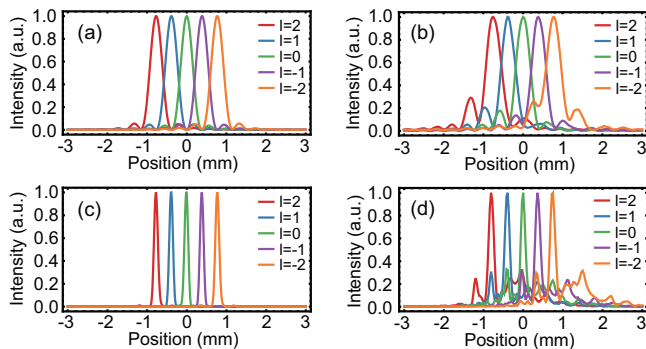 (a)
Intensity (a.u.)
1.0
0.8
0.6
0.4
0.2
0.0
l=2
l=1
l=0
l=-1
l=-2
-3 -2 -1 0 1 2 3
Position (mm)
(b)
Intensity (a.u.)
1.0
0.8
0.6
0.4
0.2
0.0
l=2
l=1
l=0
l=-1
l=-2
-3 -2 -1 0 1 2 3
Position (mm)
(c)
Intensity (a.u.)
1.0
0.8
0.6
0.4
0.2
0.0
l=2
l=1
l=0
l=-1
l=-2
-3 -2 -1 0 1 2 3
Position (mm)
(d)
Intensity (a.u.)
1.0
0.8
0.6
0.4
0.2
0.0
l=2
l=1
l=0
l=-1
l=-2
-3 -2 -1 0 1 2 3
Position (mm)